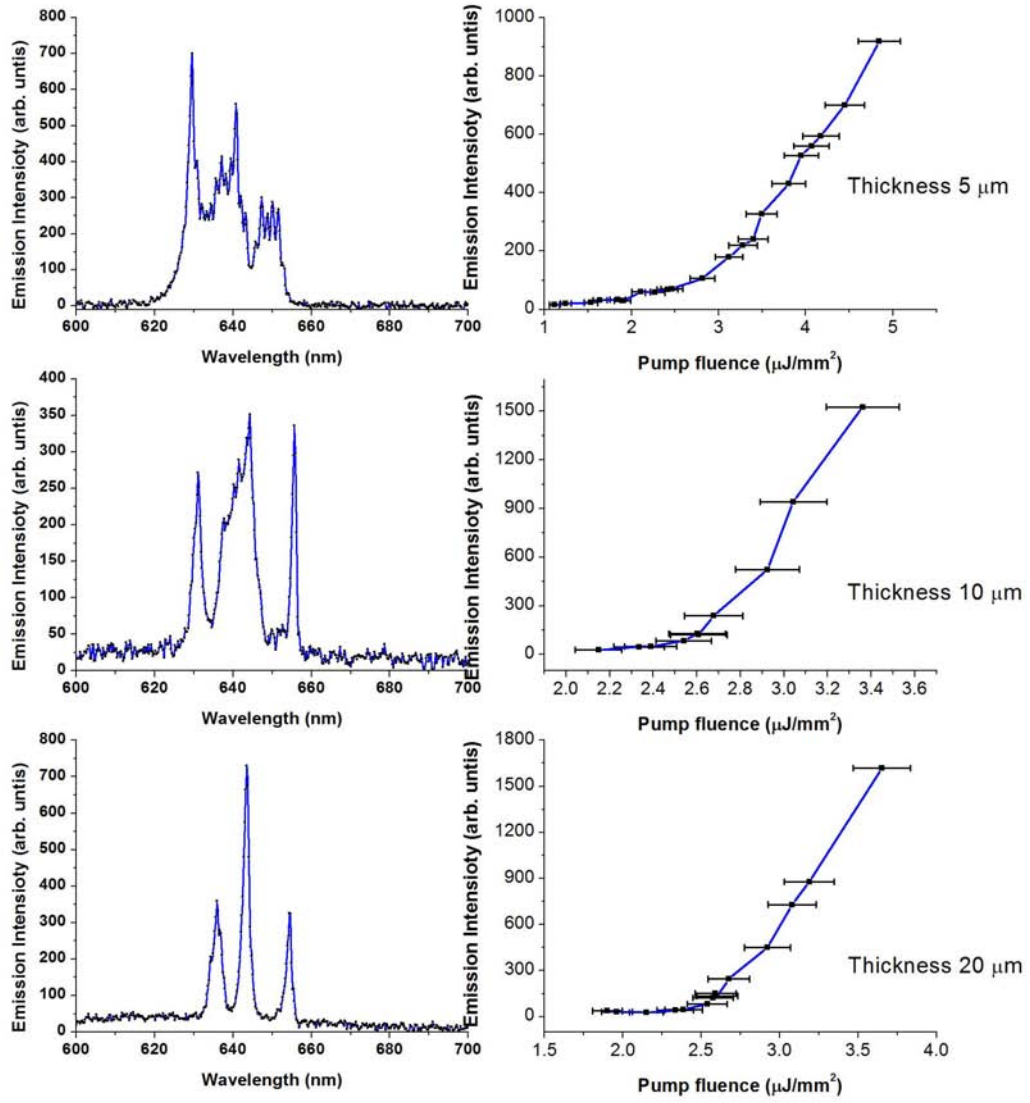 Emission Intensioty (arb. untis)
800
700
600
500
400
300
200
100
0
600 620 640 660 680 700
Wavelength (nm)
Emission Intensioty (arb. untis)
1000
800
600
400
200
0
1 2 3 4 5
Pump fluence (μJ/mm²)
Thickness 5 μm
Emission Intensioty (arb. untis)
400
350
300
250
200
150
100
50
0
600 620 640 660 680 700
Wavelength (nm)
Emission Intensioty (arb. untis)
1500
1200
900
600
300
0
2.0 2.2 2.4 2.6 2.8 3.0 3.2 3.4 3.6
Pump fluence (μJ/mm²)
Thickness 10 μm
Emission Intensioty (arb. untis)
800
700
600
500
400
300
200
100
0
600 620 640 660 680 700
Wavelength (nm)
Emission Intensioty (arb. untis)
1800
1500
1200
900
600
300
0
1.5 2.0 2.5 3.0 3.5 4.0
Pump fluence (μJ/mm²)
Thickness 20 μm